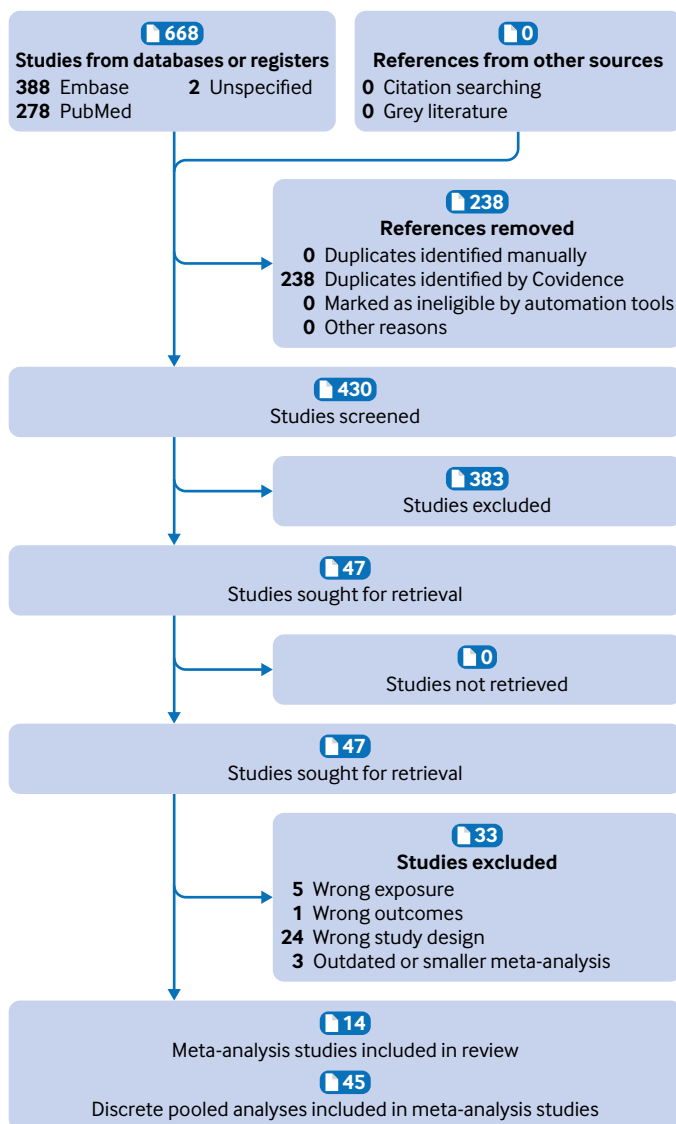 668
Studies from databases or registers
388 Embase 2 Unspecified
278 PubMed
0
References from other sources
0 Citation searching
0 Grey literature
238
References removed
0 Duplicates identified manually
238 Duplicates identified by Covidence
0 Marked as ineligible by automation tools
0 Other reasons
430
Studies screened
383
Studies excluded
47
Studies sought for retrieval
0
Studies not retrieved
47
Studies sought for retrieval
33
Studies excluded
5 Wrong exposure
1 Wrong outcomes
24 Wrong study design
3 Outdated or smaller meta-analysis
14
Meta-analysis studies included in review
45
Discrete pooled analyses included in meta-analysis studies